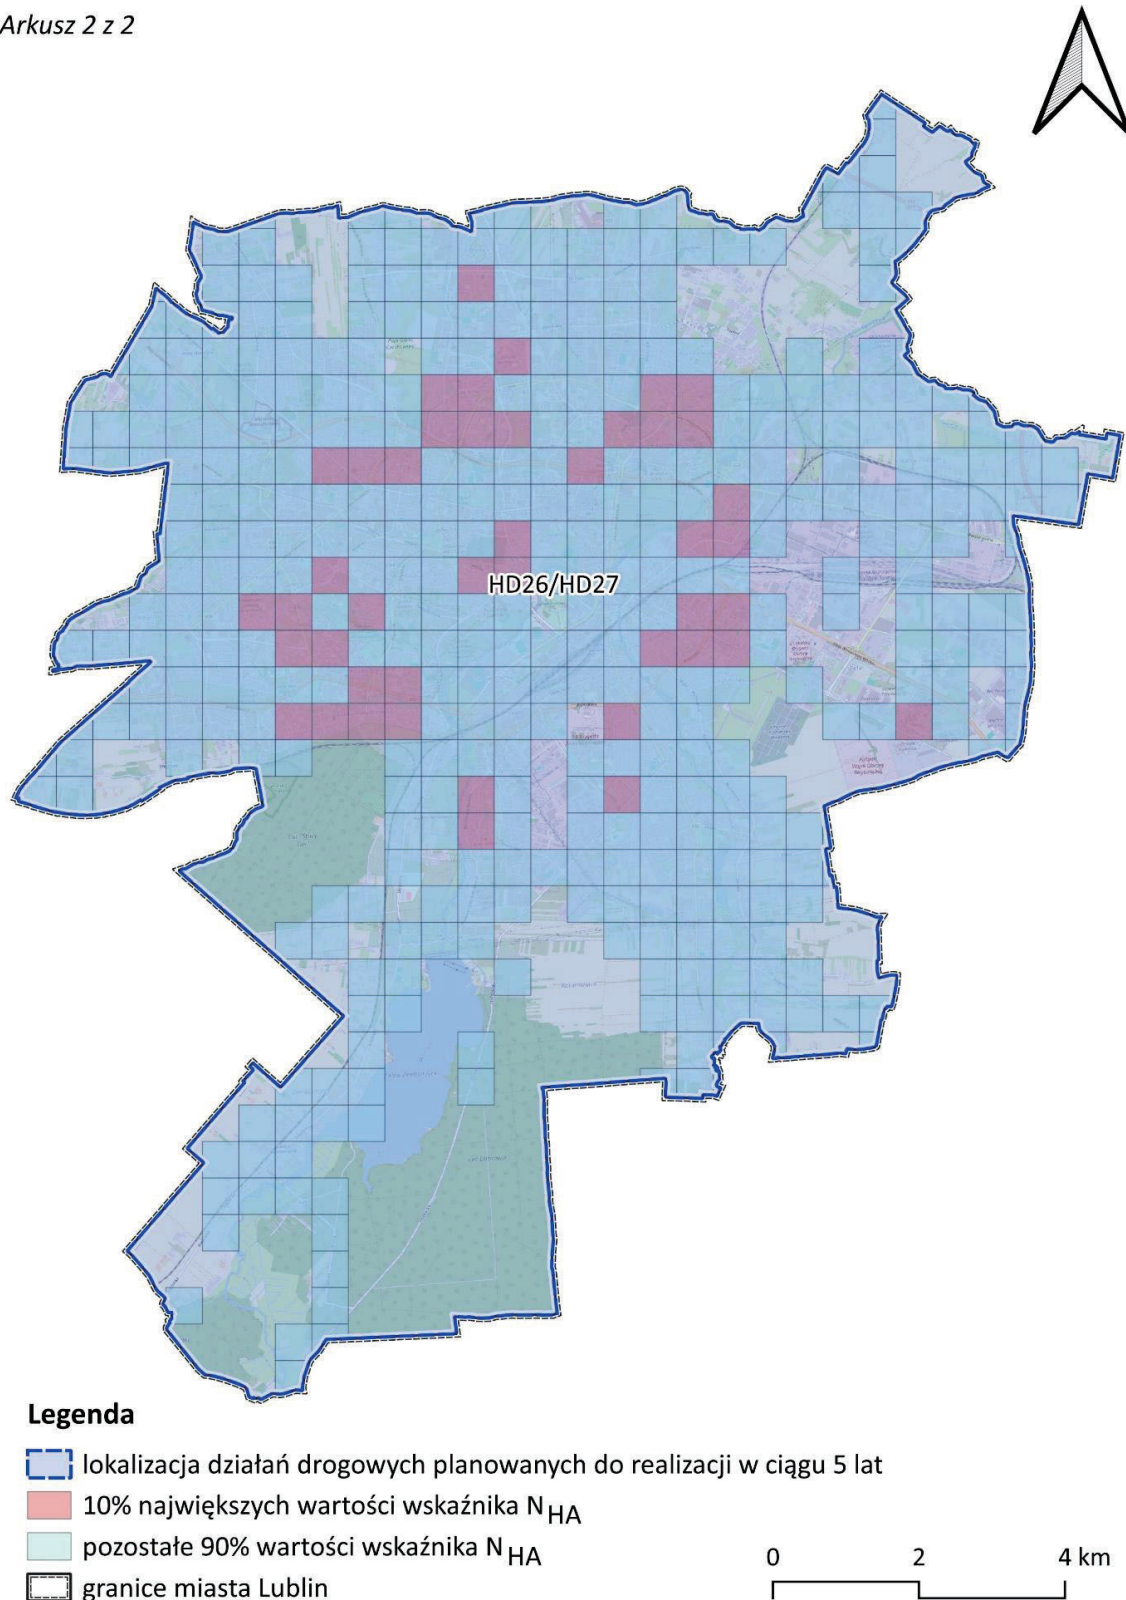 Arkusz 2 z 2
HD26/HD27
Legenda
lokalizacja działań drogowych planowanych do realizacji w ciągu 5 lat
10% największych wartości wskaźnika N HA
pozostałe 90% wartości wskaźnika N HA
granice miasta Lublin
0 2 4 km